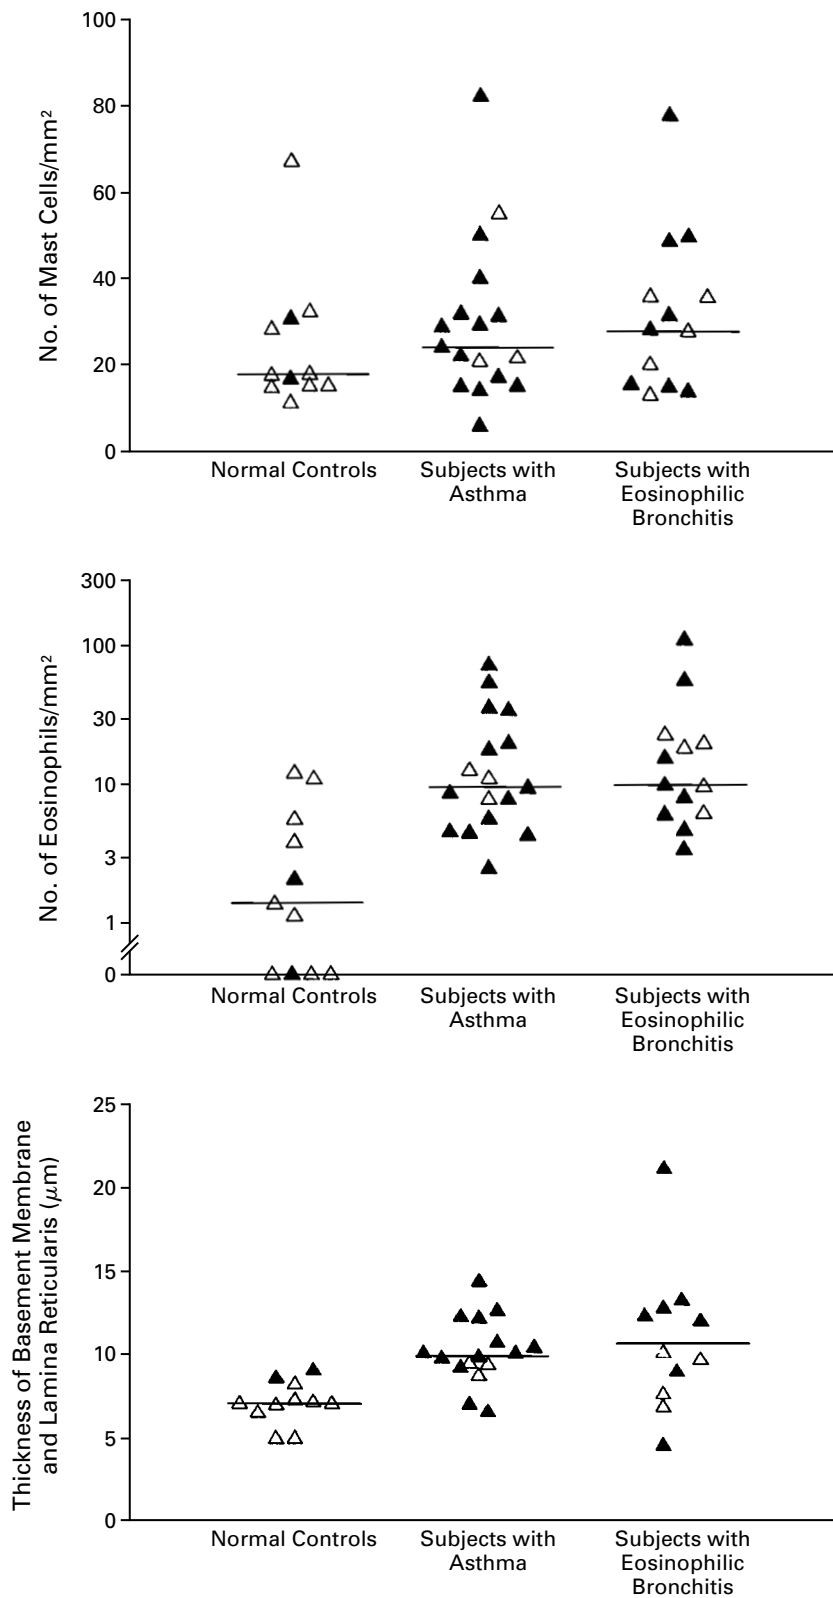 No. of Mast Cells/mm²
100
80
60
40
20
0
Normal Controls
Subjects with
Asthma
Subjects with
Eosinophilic
Bronchitis
No. of Eosinophils/mm²
300
100
30
10
3
1
0
Normal Controls
Subjects with
Asthma
Subjects with
Eosinophilic
Bronchitis
Thickness of Basement Membrane
and Lamina Reticularis (μm)
25
20
15
10
5
0
Normal Controls
Subjects with
Asthma
Subjects with
Eosinophilic
Bronchitis